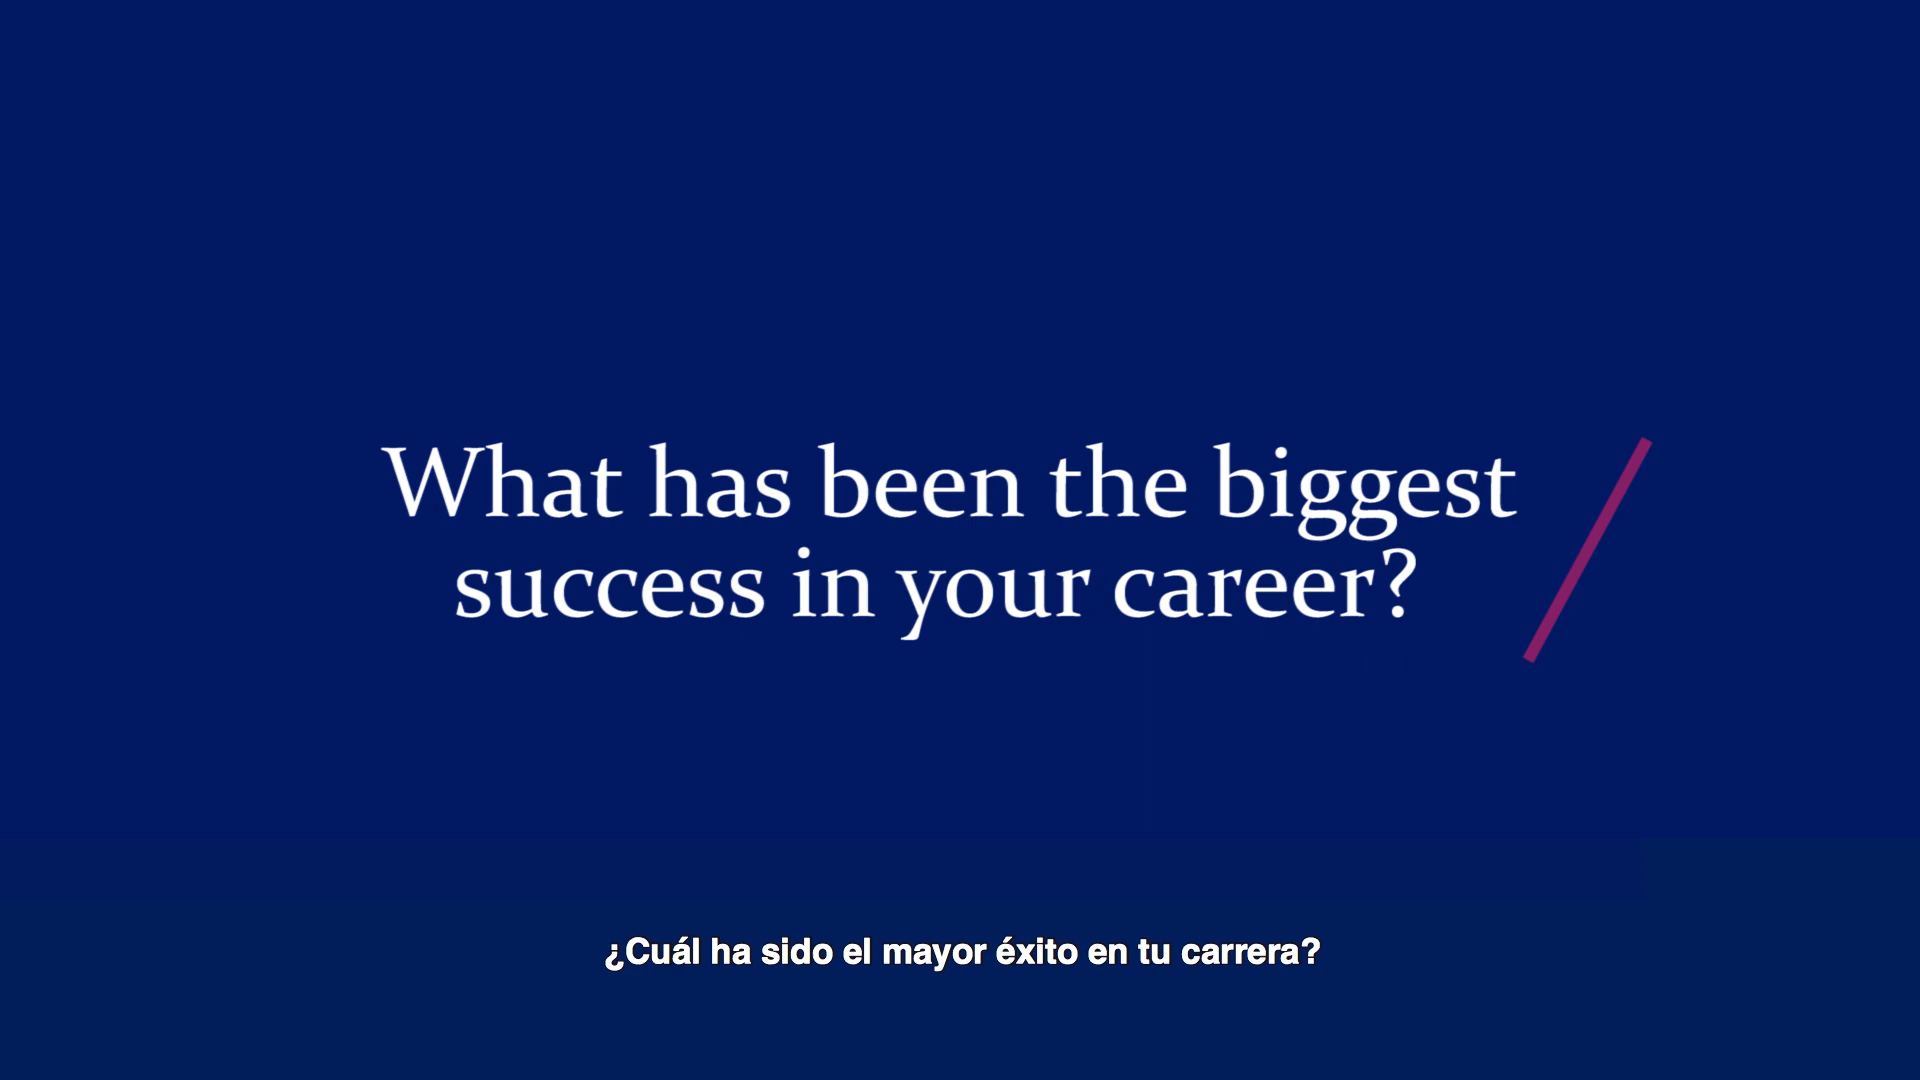 What has been the biggest
success in your career?
¿Cuál ha sido el mayor éxito en tu carrera?